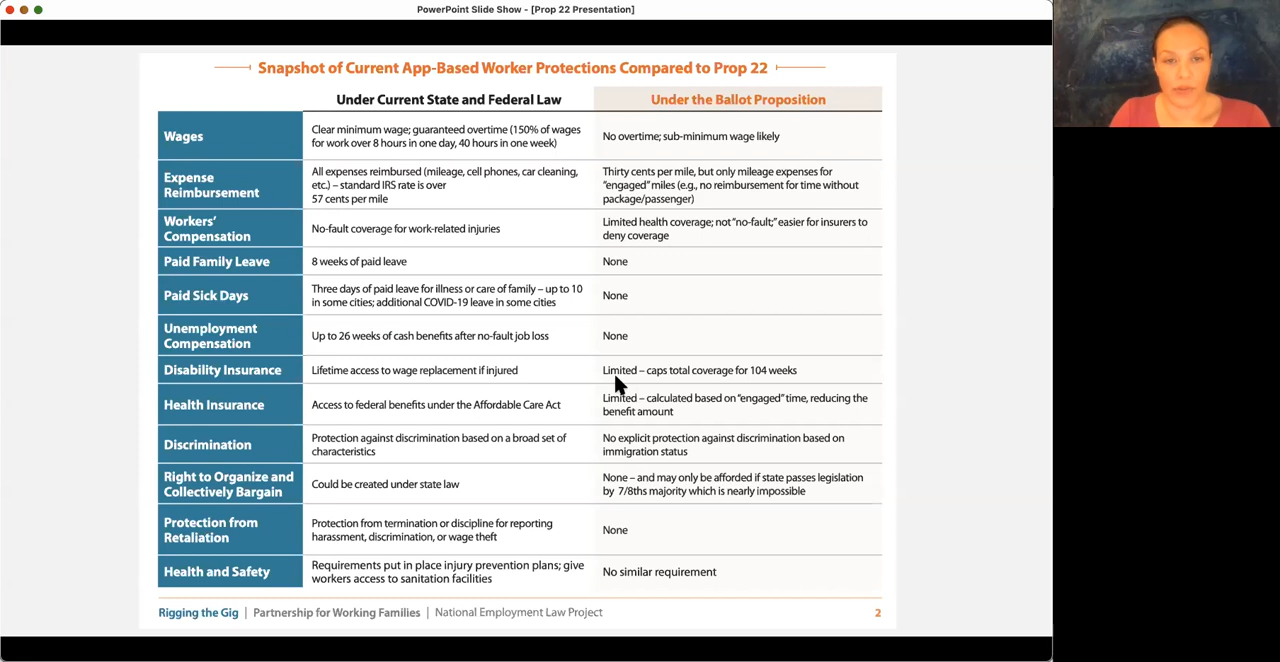 PowerPoint Slide Show - [Prop 22 Presentation]
Snapshot of Current App-Based Worker Protections Compared to Prop 22
Under Current State and Federal Law
Under the Ballot Proposition
Wages
Clear minimum wage; guaranteed overtime (150% of wages
for work over 8 hours in one day, 40 hours in one week)
No overtime; sub-minimum wage likely
Expense
Reimbursement
All expenses reimbursed (mileage, cell phones, car cleaning,
etc.) – standard IRS rate is over
57 cents per mile
Thirty cents per mile, but only mileage expenses for
"engaged" miles (e.g., no reimbursement for time without
package/passenger)
Workers'
Compensation
No-fault coverage for work-related injuries
Limited health coverage; not "no-fault;" easier for insurers to
deny coverage
Paid Family Leave
8 weeks of paid leave
None
Paid Sick Days
Three days of paid leave for illness or care of family – up to 10
in some cities; additional COVID-19 leave in some cities
None
Unemployment
Compensation
Up to 26 weeks of cash benefits after no-fault job loss
None
Disability Insurance
Lifetime access to wage replacement if injured
Limited – caps total coverage for 104 weeks
Health Insurance
Access to federal benefits under the Affordable Care Act
Limited – calculated based on "engaged" time, reducing the
benefit amount
Discrimination
Protection against discrimination based on a broad set of
characteristics
No explicit protection against discrimination based on
immigration status
Right to Organize and
Collectively Bargain
Could be created under state law
None – and may only be afforded if state passes legislation
by 7/8ths majority which is nearly impossible
Protection from
Retaliation
Protection from termination or discipline for reporting
harassment, discrimination, or wage theft
None
Health and Safety
Requirements put in place injury prevention plans; give
workers access to sanitation facilities
No similar requirement
Rigging the Gig | Partnership for Working Families | National Employment Law Project
2